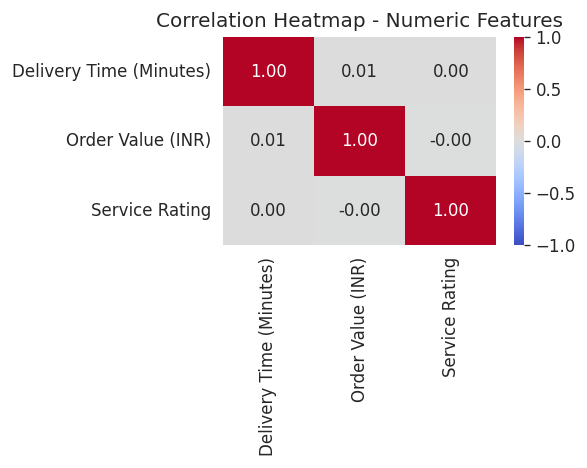 Correlation Heatmap - Numeric Features
Delivery Time (Minutes) 1.00 0.01 0.00
Order Value (INR) 0.01 1.00 -0.00
Service Rating 0.00 -0.00 1.00
Delivery Time (Minutes)
Order Value (INR)
Service Rating
1.0
0.5
0.0
−0.5
−1.0